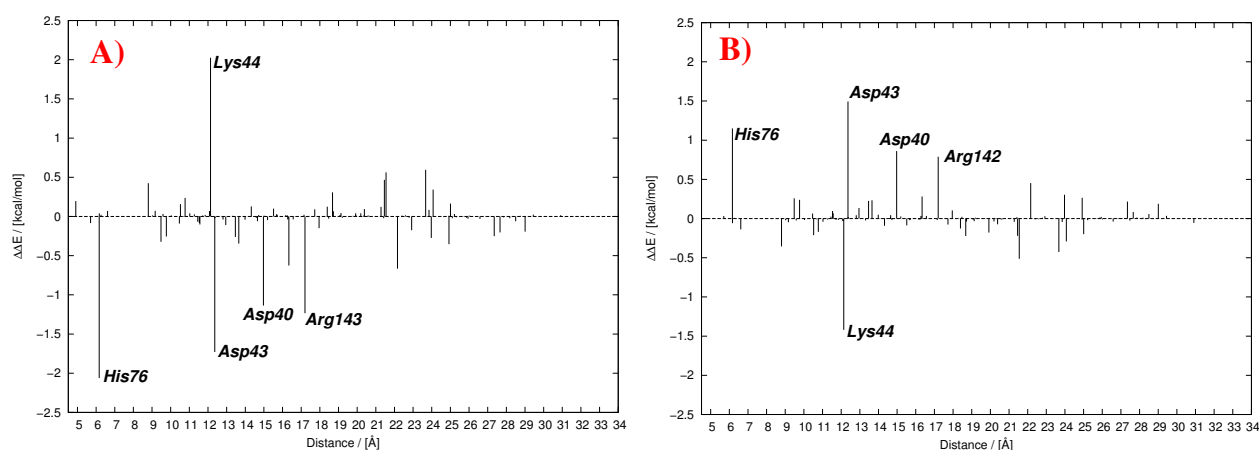 A)
ΔΔE / [kcal/mol]
2.5
2
1.5
1
0.5
0
−0.5
−1
−1.5
−2
−2.5
Lys44
Asp40
Arg143
Asp43
His76
5 6 7 8 9 10 11 12 13 14 15 16 17 18 19 20 21 22 23 24 25 26 27 28 29 30 31 32 33 34
Distance / [Å]
B)
ΔΔE / [kcal/mol]
2.5
2
1.5
1
0.5
0
−0.5
−1
−1.5
−2
−2.5
Asp43
His76
Asp40
Arg142
Lys44
5 6 7 8 9 10 11 12 13 14 15 16 17 18 19 20 21 22 23 24 25 26 27 28 29 30 31 32 33 34
Distance / [Å]